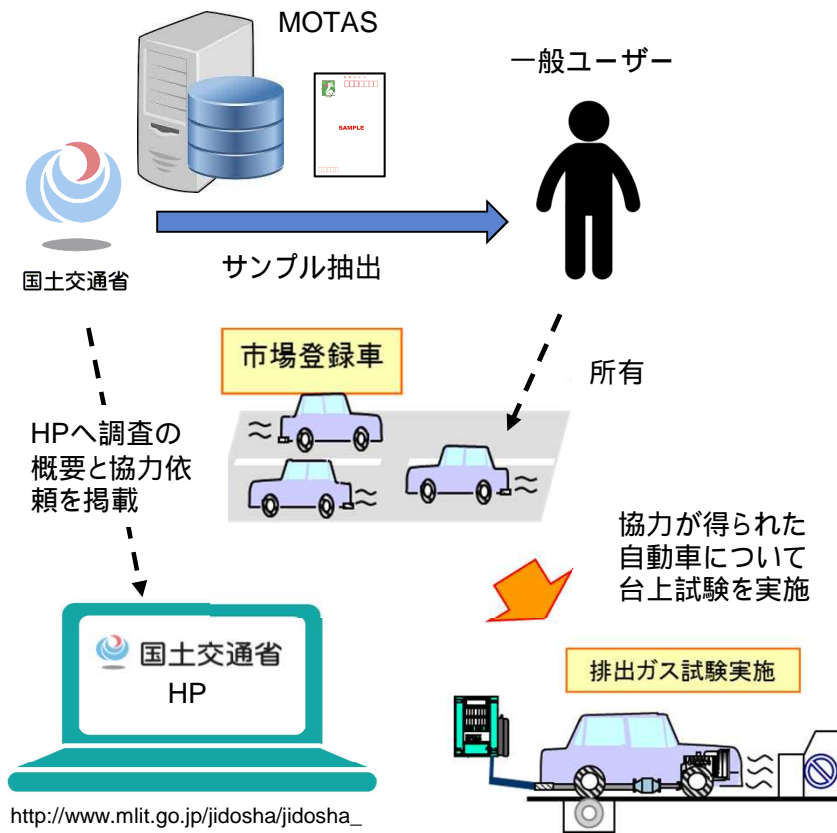 MOTAS
一般ユーザー
SAMPLE
サンプル抽出
国土交通省
市場登録車
所有
HPへ調査の
概要と協力依
頼を掲載
協力が得られた
自動車について
台上試験を実施
国土交通省
HP
排出ガス試験実施
http://www.mlit.go.jp/jidosha/jidosha_